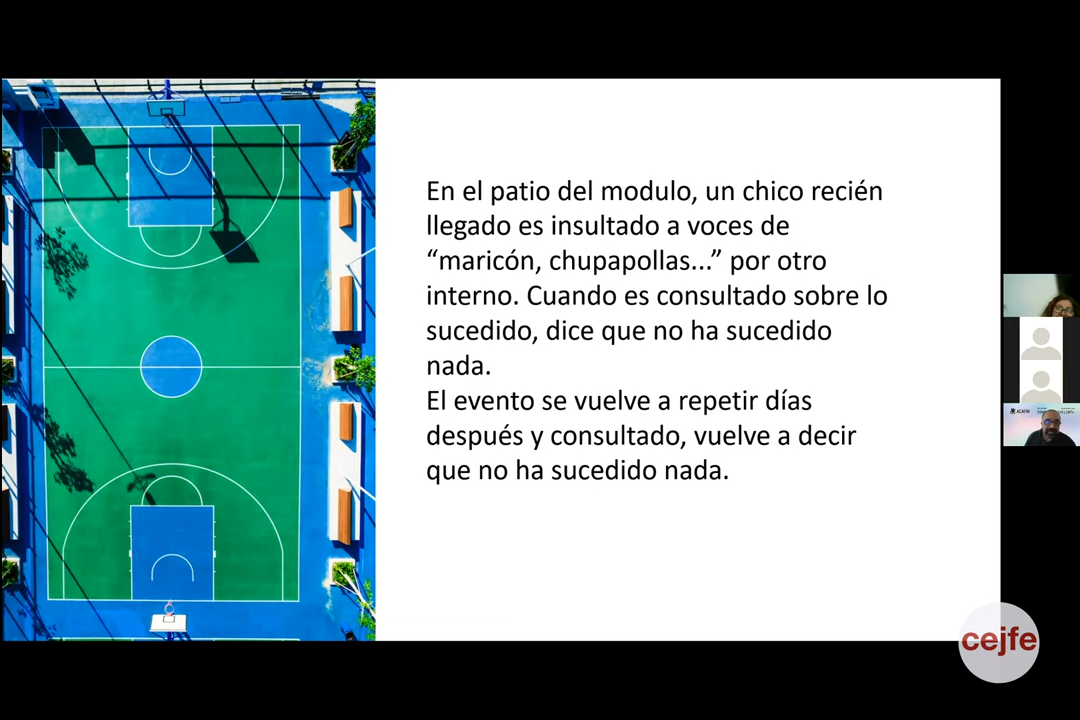 En el patio del modulo, un chico recién
llegado es insultado a voces de
“maricón, chupapollas...” por otro
interno. Cuando es consultado sobre lo
sucedido, dice que no ha sucedido
nada.
El evento se vuelve a repetir días
después y consultado, vuelve a decir
que no ha sucedido nada.
ACATHI
cejfe